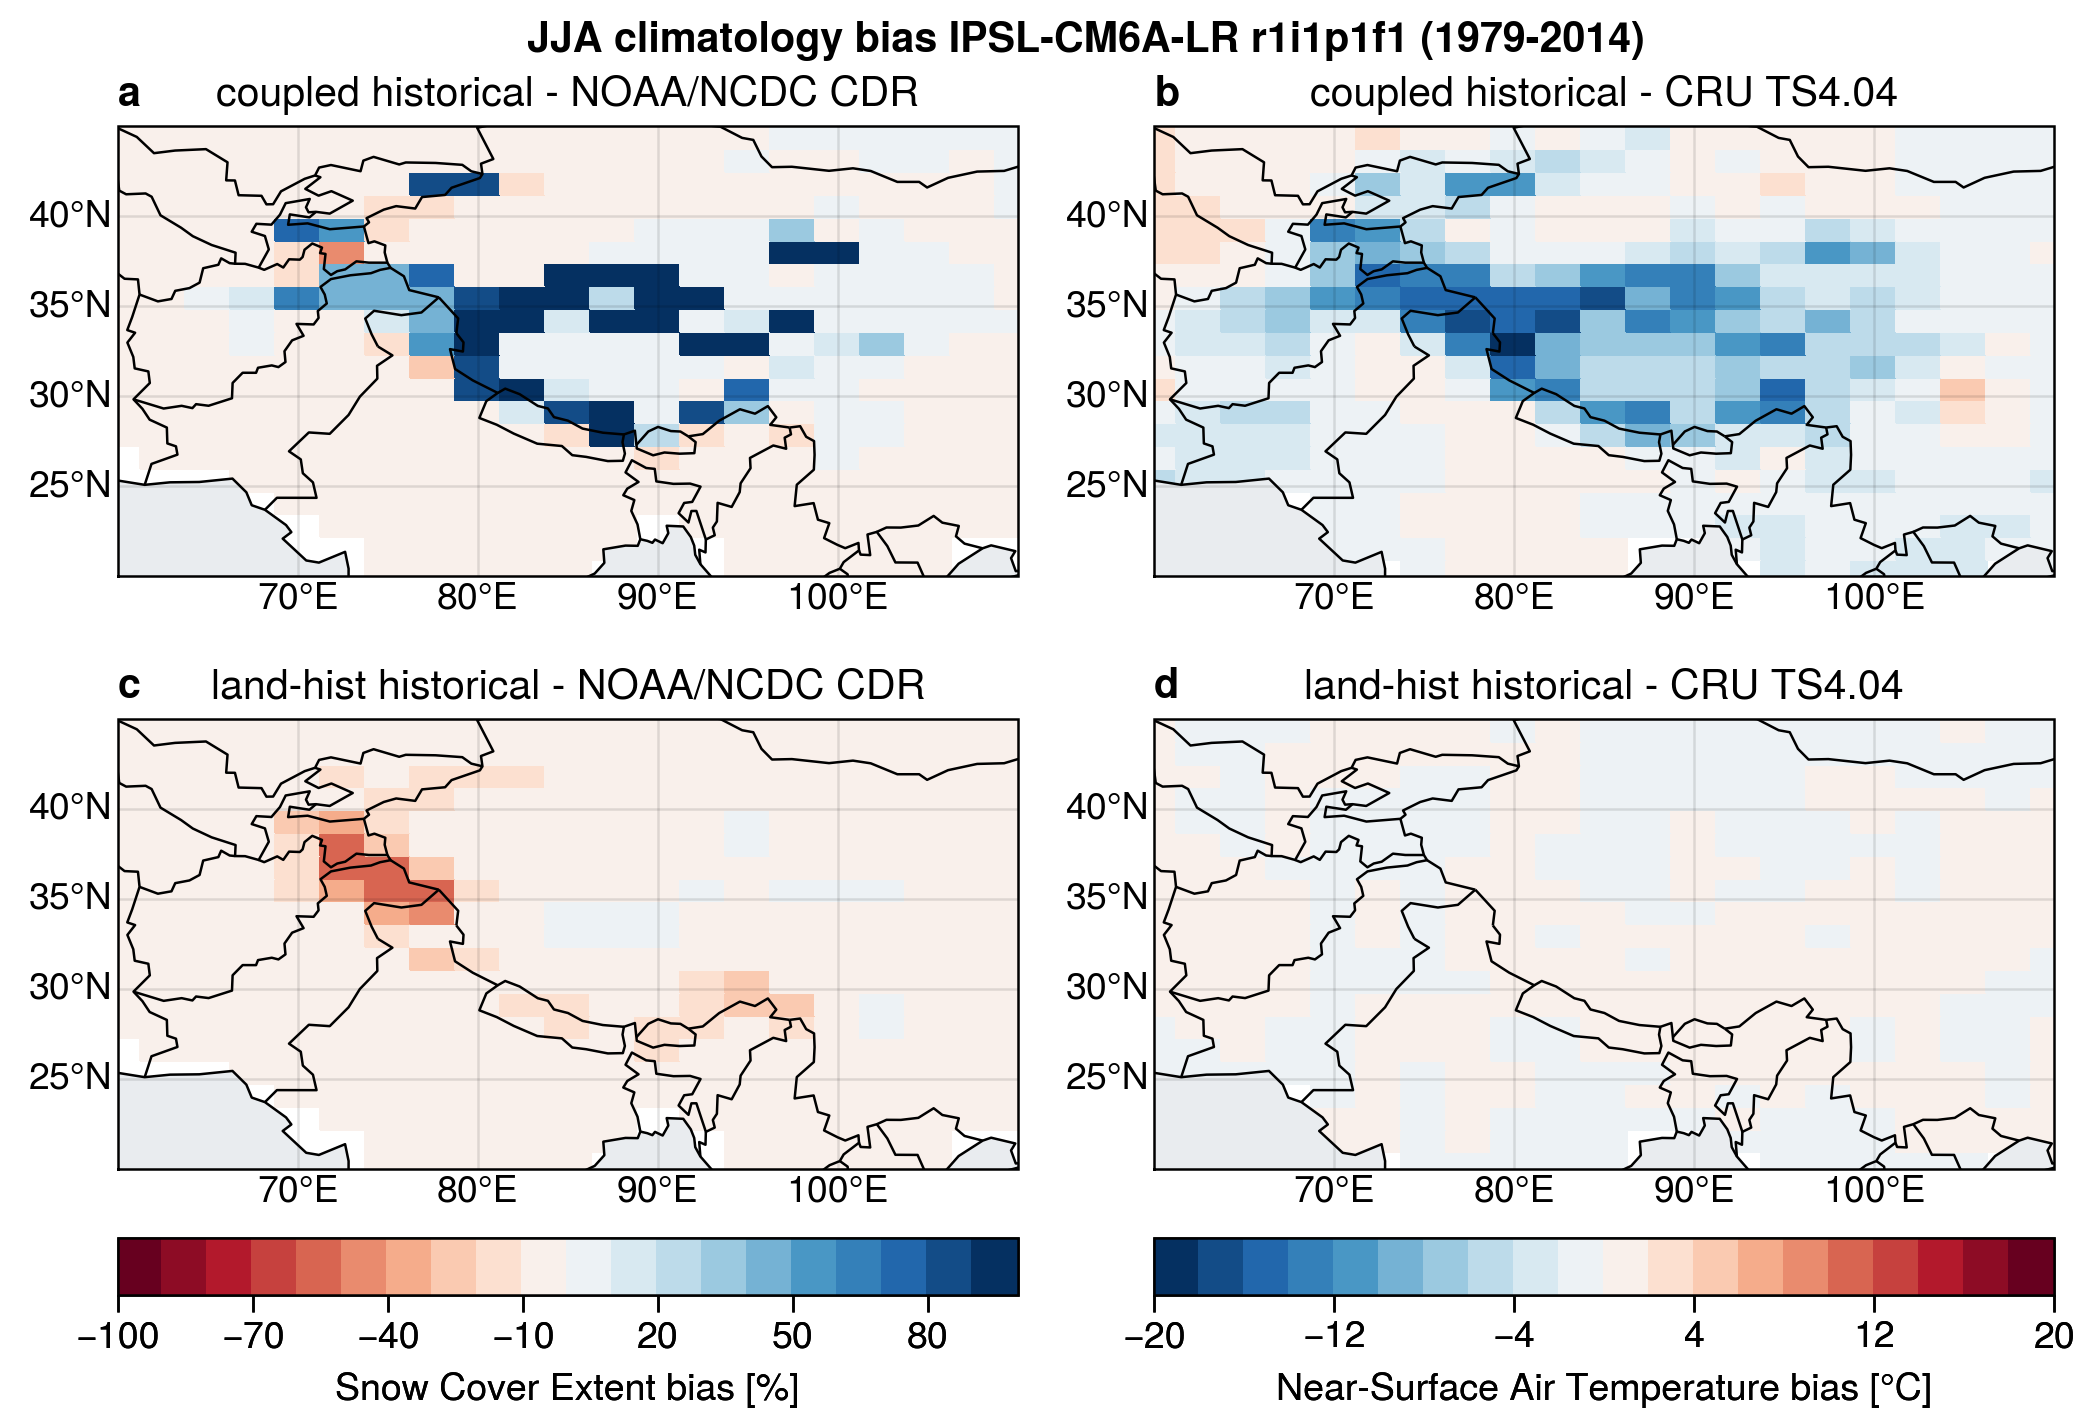 JJA climatology bias IPSL-CM6A-LR r1i1p1f1 (1979-2014)
a coupled historical - NOAA/NCDC CDR
40°N
35°N
30°N
25°N
70°E 80°E 90°E 100°E
b coupled historical - CRU TS4.04
40°N
35°N
30°N
25°N
70°E 80°E 90°E 100°E
c land-hist historical - NOAA/NCDC CDR
40°N
35°N
30°N
25°N
70°E 80°E 90°E 100°E
d land-hist historical - CRU TS4.04
40°N
35°N
30°N
25°N
70°E 80°E 90°E 100°E
−100 −70 −40 −10 20 50 80
Snow Cover Extent bias [%]
−20 −12 −4 4 12 20
Near-Surface Air Temperature bias [°C]